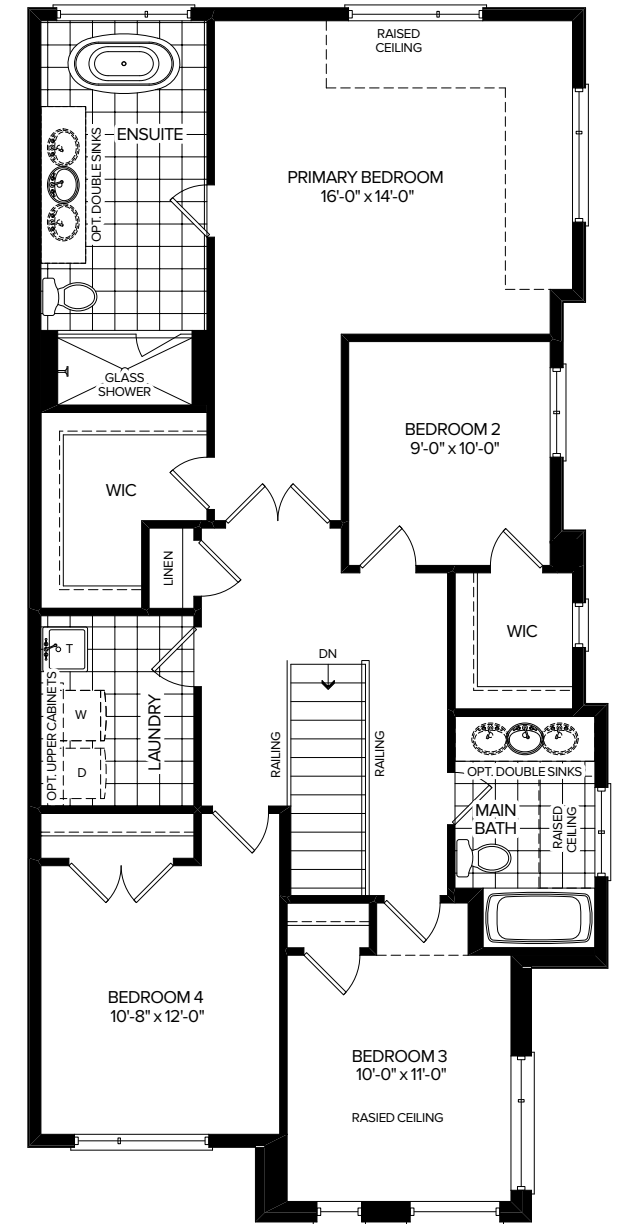 RAISED
CEILING
ENSUITE
OPT. DOUBLE SINKS
PRIMARY BEDROOM
16'-0" x 14'-0"
GLASS
SHOWER
BEDROOM 2
9'-0" x 10'-0"
WIC
LINEN
WIC
DN
T
W
D
OPT. UPPER CABINETS
LAUNDRY
RAILING
RAILING
OPT. DOUBLE SINKS
MAIN
BATH
RAISED
CEILING
BEDROOM 4
10'-8" x 12'-0"
BEDROOM 3
10'-0" x 11'-0"
RASIED CEILING